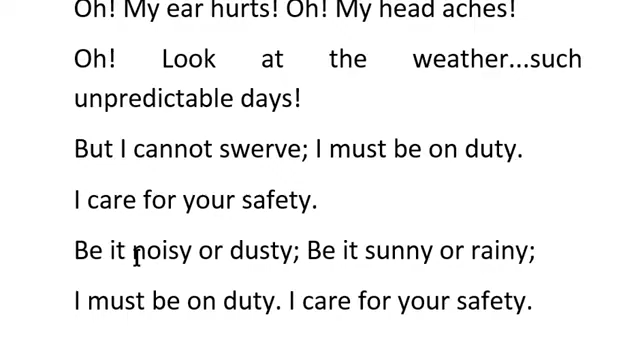 Oh! My ear hurts! Oh! My head aches!
Oh! Look at the weather...such
unpredictable days!
But I cannot swerve; I must be on duty.
I care for your safety.
Be it noisy or dusty; Be it sunny or rainy;
I must be on duty. I care for your safety.